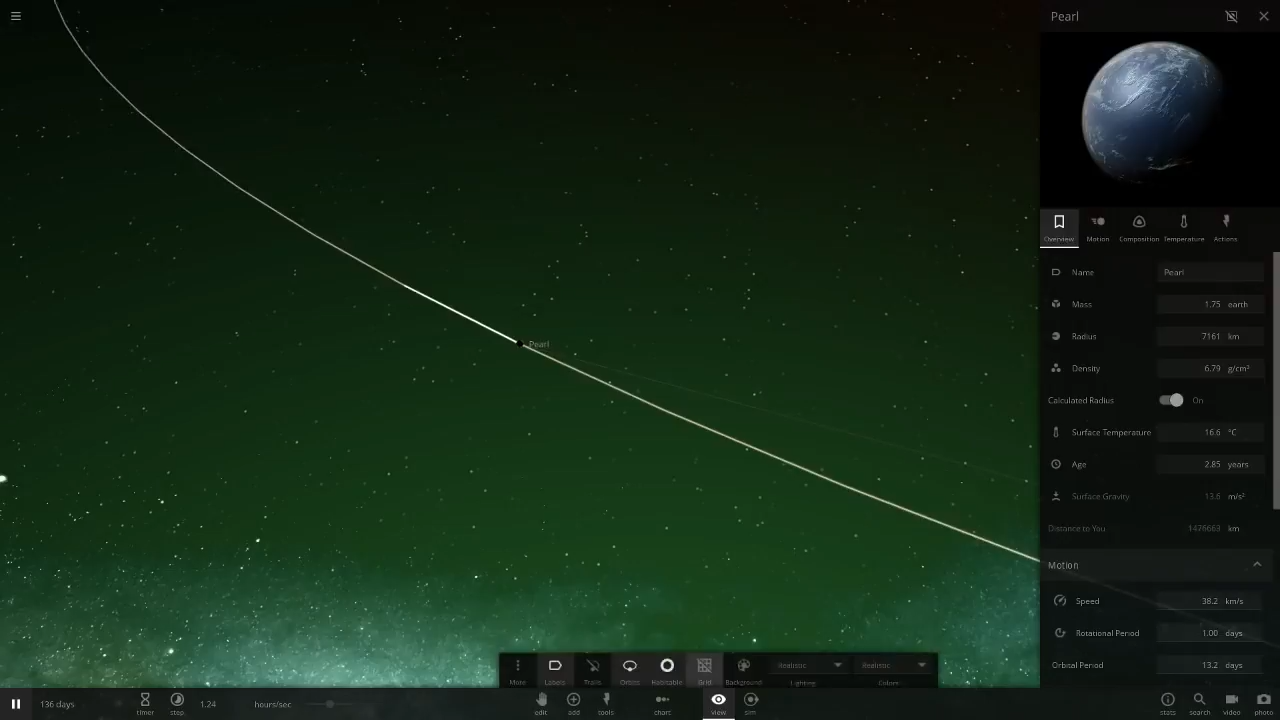 Pearl
Overview Motion Composition Temperature Actions
Name Pearl
Mass 1.75 earth
Radius 7161 km
Pearl
Density 6.79 g/cm³
Calculated Radius On
Surface Temperature 16.6 °C
Age 2.85 years
Surface Gravity 13.6 m/s²
Distance to You 1476663 km
Motion
Speed 38.2 km/s
Rotational Period 1.00 days
Orbital Period 13.2 days
More Labels Trails Orbits Habitable Grid Background Realistic Lighting Realistic Colors
136 days timer step 1.24 hours/sec edit add tools chart view sim stats search video photo